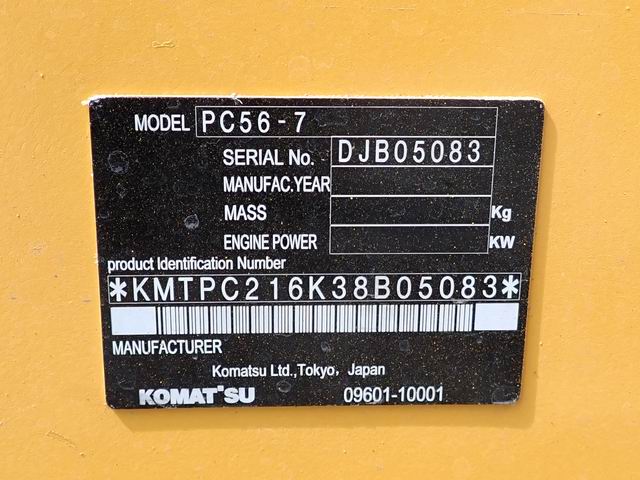 MODEL PC56-7
SERIAL No. DJB05083
MANUFAC.YEAR
MASS Kg
ENGINE POWER KW
product Identification Number
*KMTPC216K38B05083*
MANUFACTURER
Komatsu Ltd.,Tokyo, Japan
KOMATSU 09601-10001